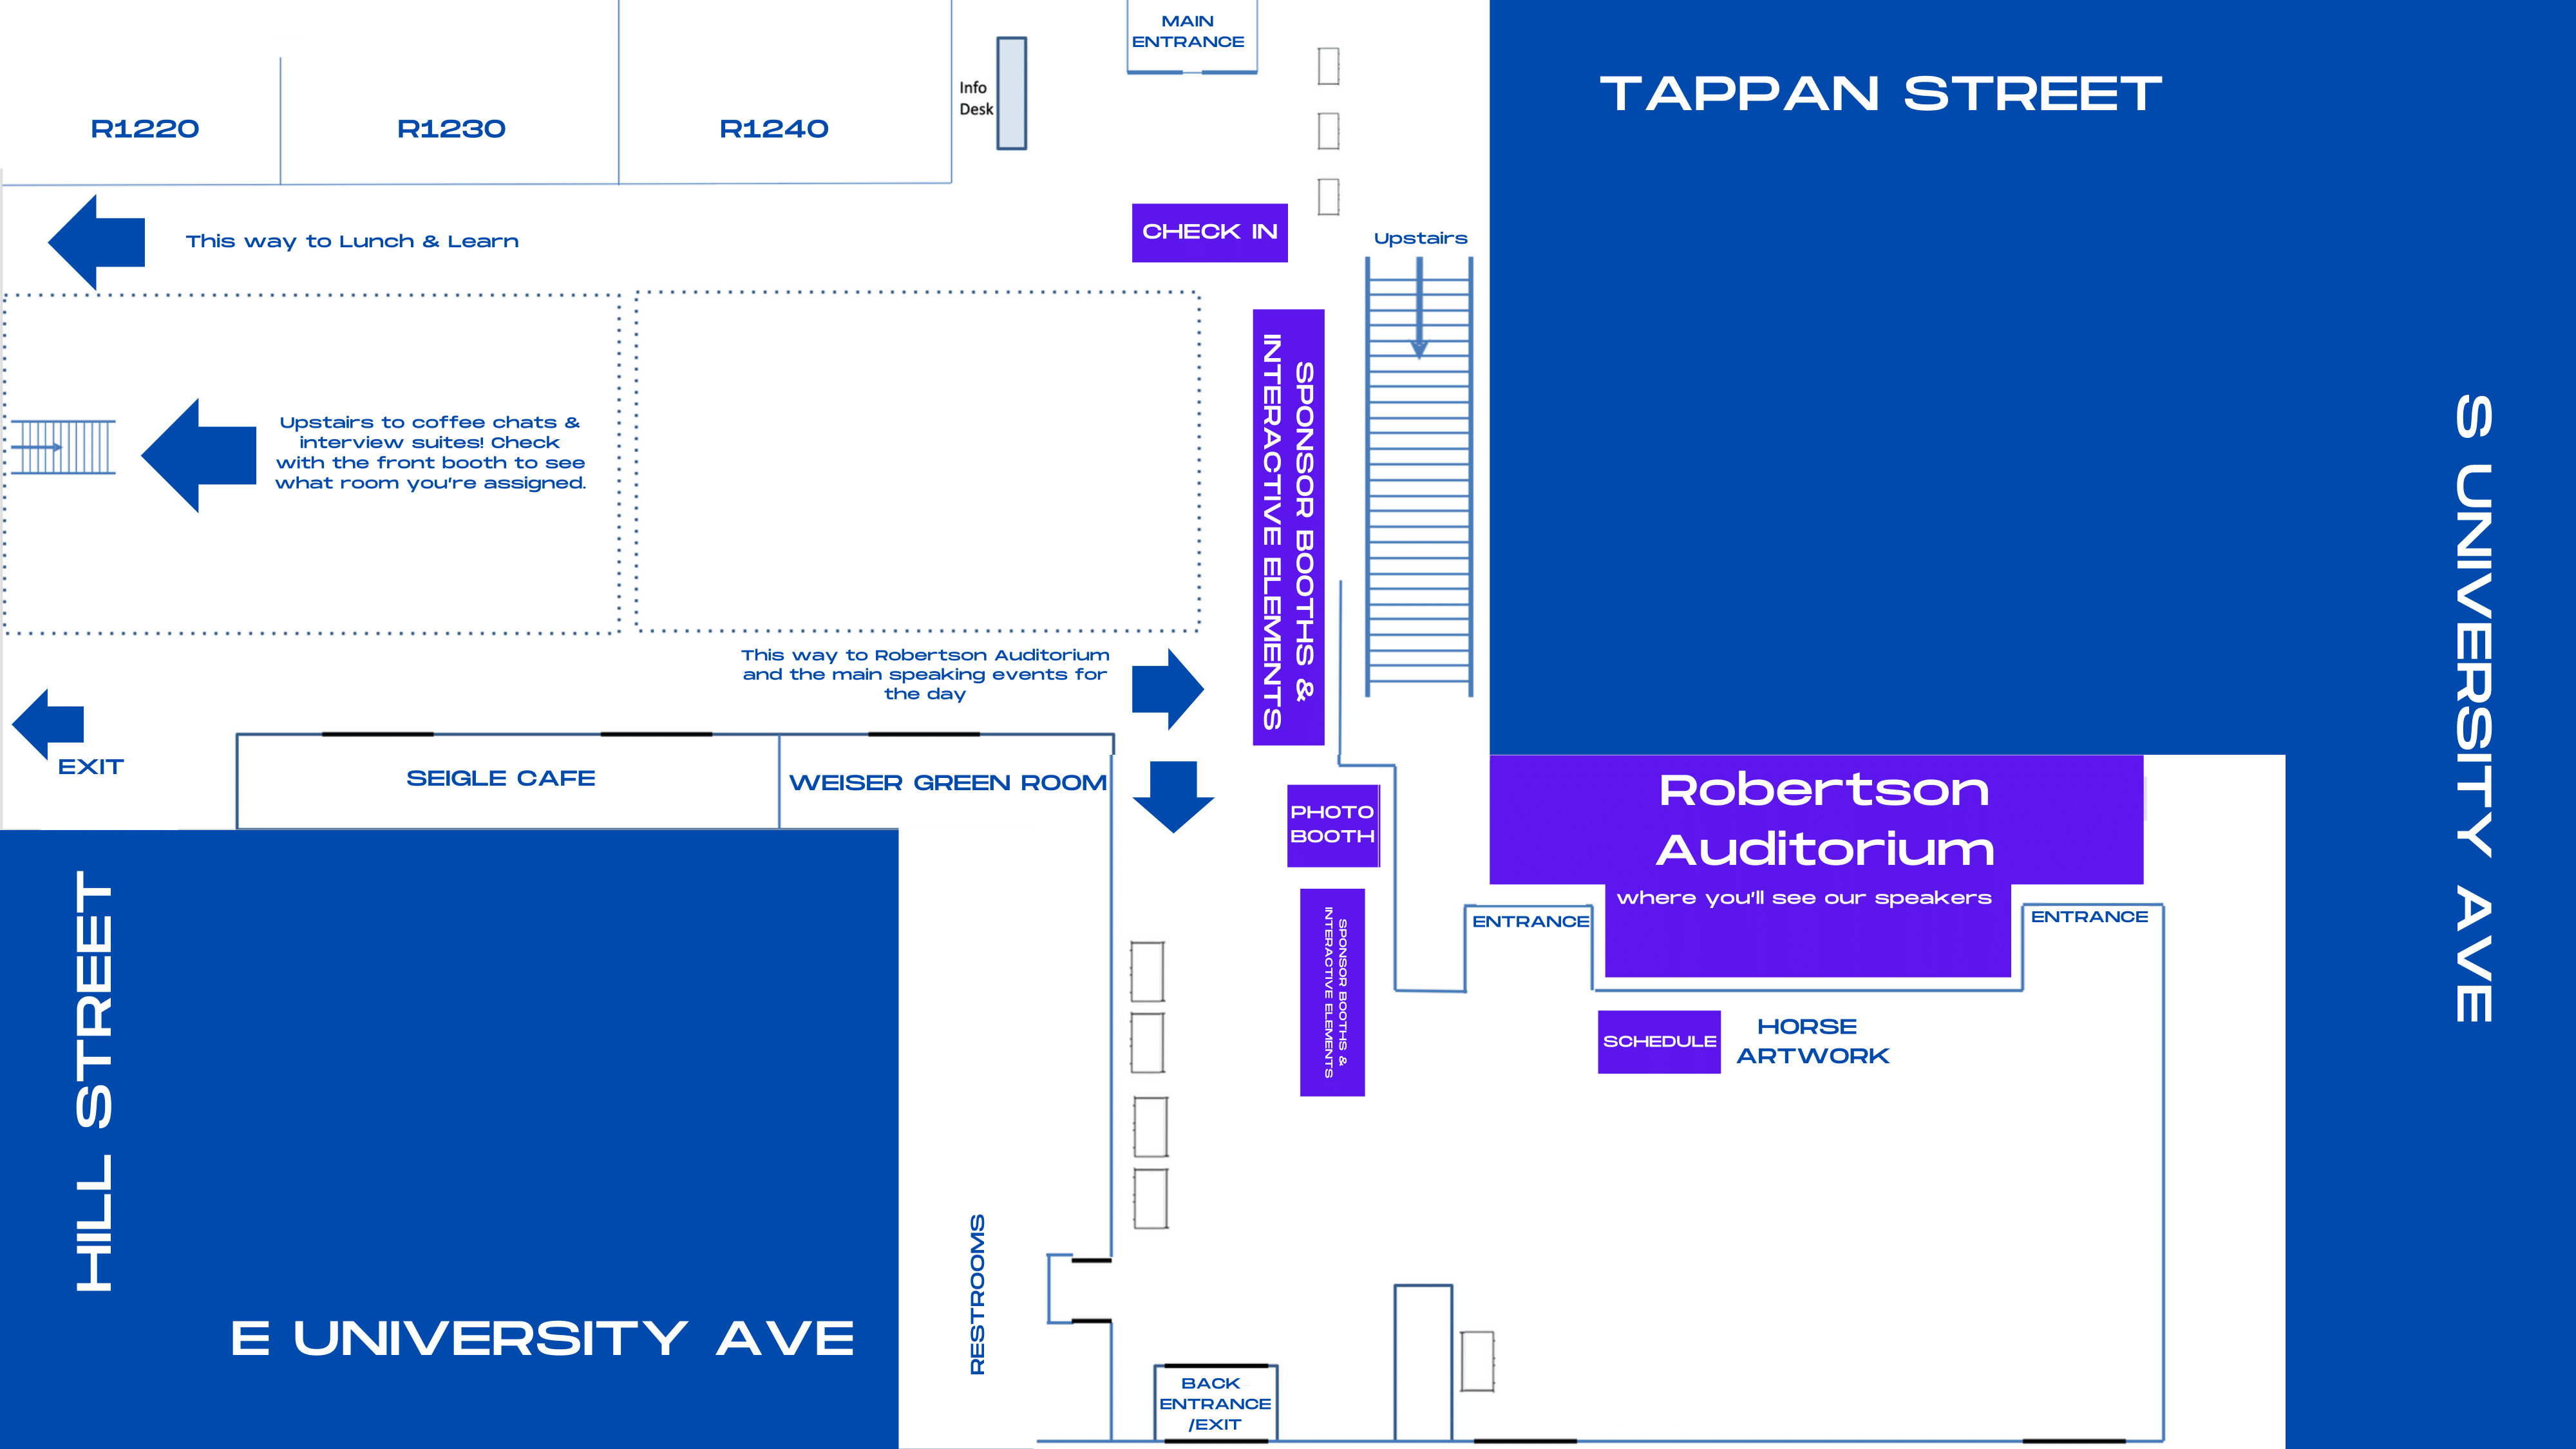 MAIN
ENTRANCE
TAPPAN STREET
Info
Desk
R1220
R1230
R1240
CHECK IN
This way to Lunch & Learn
Upstairs
SPONSOR BOOTHS &
INTERACTIVE ELEMENTS
Upstairs to coffee chats &
interview suites! Check
with the front booth to see
what room you're assigned.
S UNIVERSITY AVE
This way to Robertson Auditorium
and the main speaking events for
the day
EXIT
SEIGLE CAFE
WEISER GREEN ROOM
PHOTO
BOOTH
Robertson
Auditorium
where you'll see our speakers
ENTRANCE
ENTRANCE
SPONSOR BOOTHS &
INTERACTIVE ELEMENTS
SCHEDULE
HORSE
ARTWORK
HILL STREET
E UNIVERSITY AVE
RESTROOMS
BACK
ENTRANCE
/EXIT